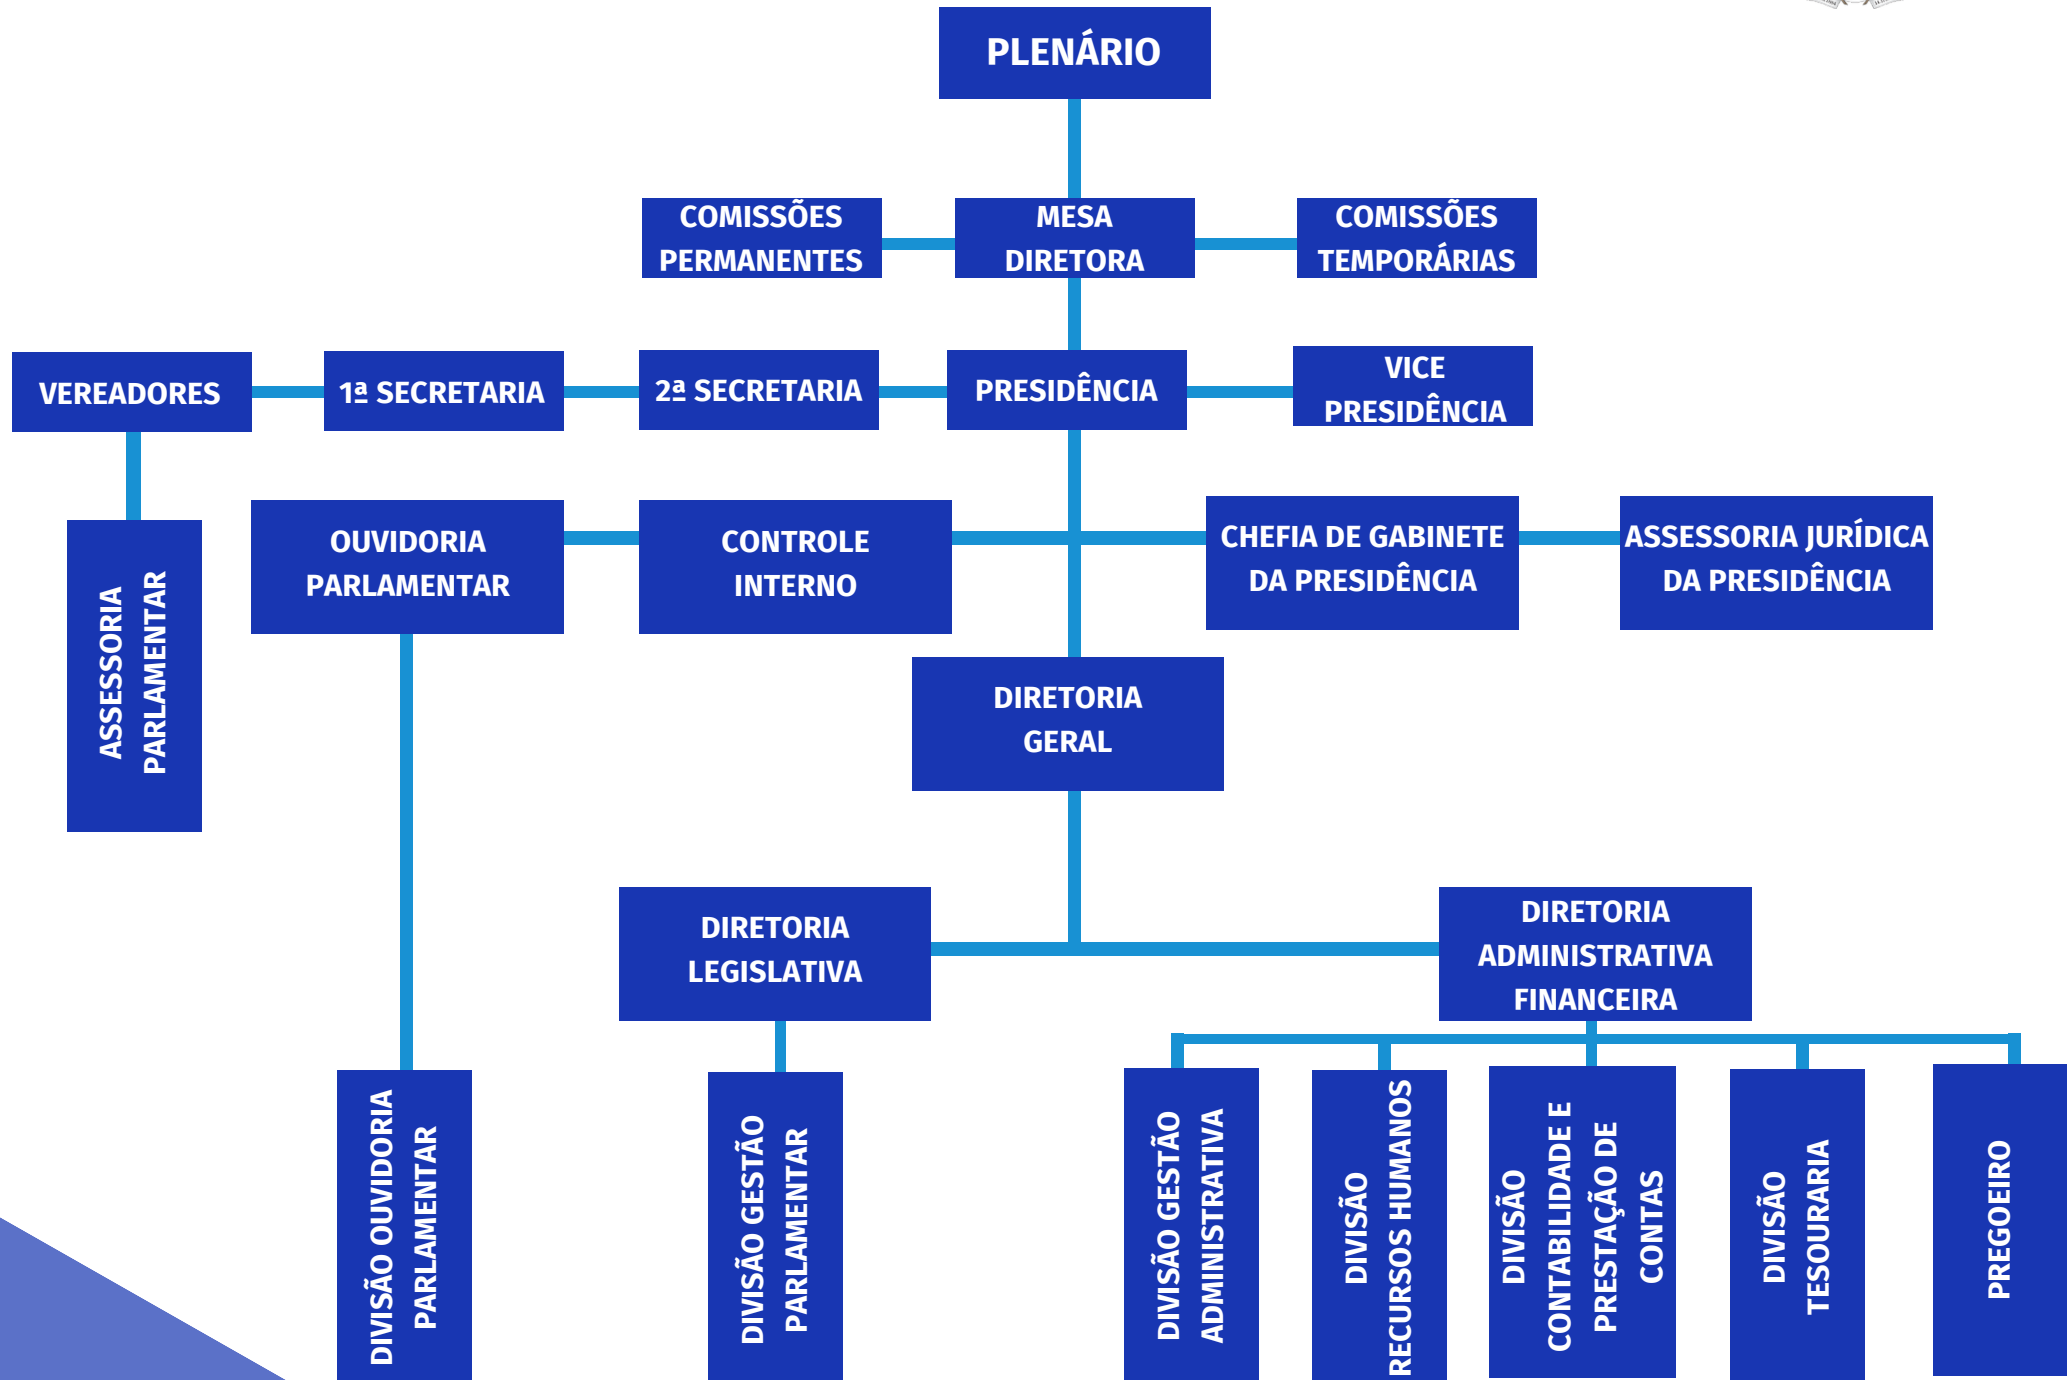 PLENÁRIO
COMISSÕES
PERMANENTES
MESA
DIRETORA
COMISSÕES
TEMPORÁRIAS
VEREADORES
1ª SECRETARIA
2ª SECRETARIA
PRESIDÊNCIA
VICE
PRESIDÊNCIA
ASSESSORIA
PARLAMENTAR
OUVIDORIA
PARLAMENTAR
CONTROLE
INTERNO
CHEFIA DE GABINETE
DA PRESIDÊNCIA
ASSESSORIA JURÍDICA
DA PRESIDÊNCIA
DIRETORIA
GERAL
DIRETORIA
LEGISLATIVA
DIRETORIA
ADMINISTRATIVA
FINANCEIRA
DIVISÃO OUVIDORIA
PARLAMENTAR
DIVISÃO GESTÃO
PARLAMENTAR
DIVISÃO GESTÃO
ADMINISTRATIVA
DIVISÃO
RECURSOS HUMANOS
DIVISÃO
CONTABILIDADE E
PRESTAÇÃO DE
CONTAS
DIVISÃO
TESOURARIA
PREGOEIRO